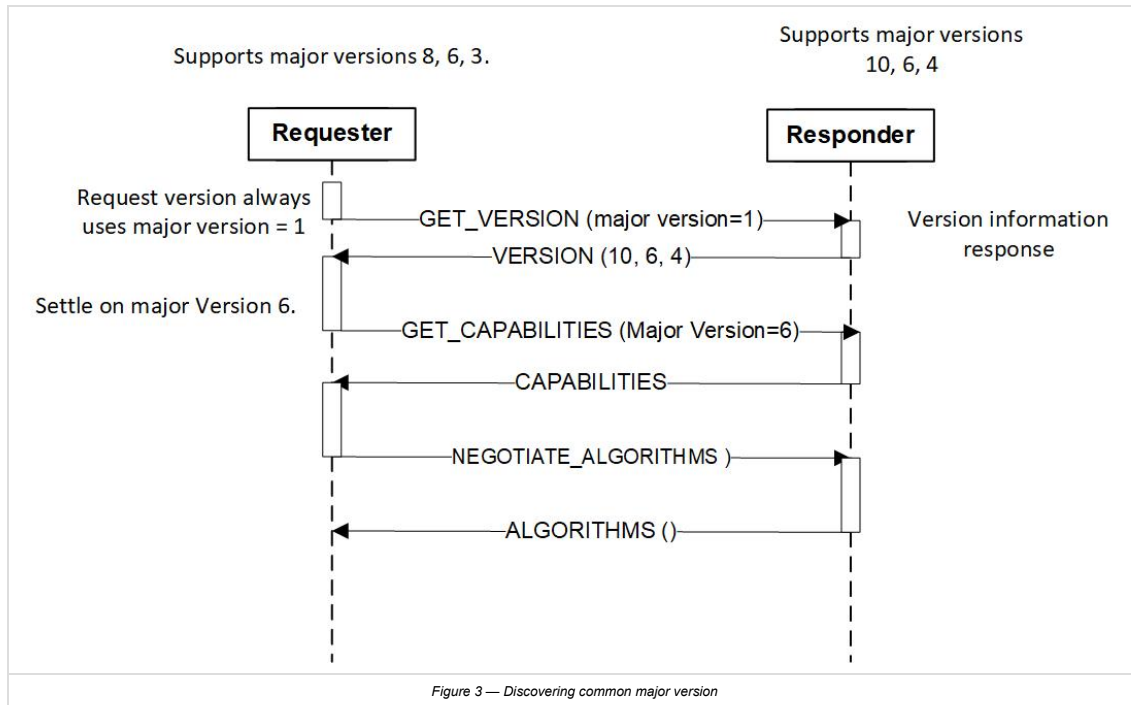 Supports major versions 8, 6, 3.
Supports major versions
10, 6, 4
Requester
Responder
Request version always
uses major version = 1
GET_VERSION (major version=1)
Version information
response
VERSION (10, 6, 4)
Settle on major Version 6.
GET_CAPABILITIES (Major Version=6)
CAPABILITIES
NEGOTIATE_ALGORITHMS )
ALGORITHMS ()
Figure 3 — Discovering common major version